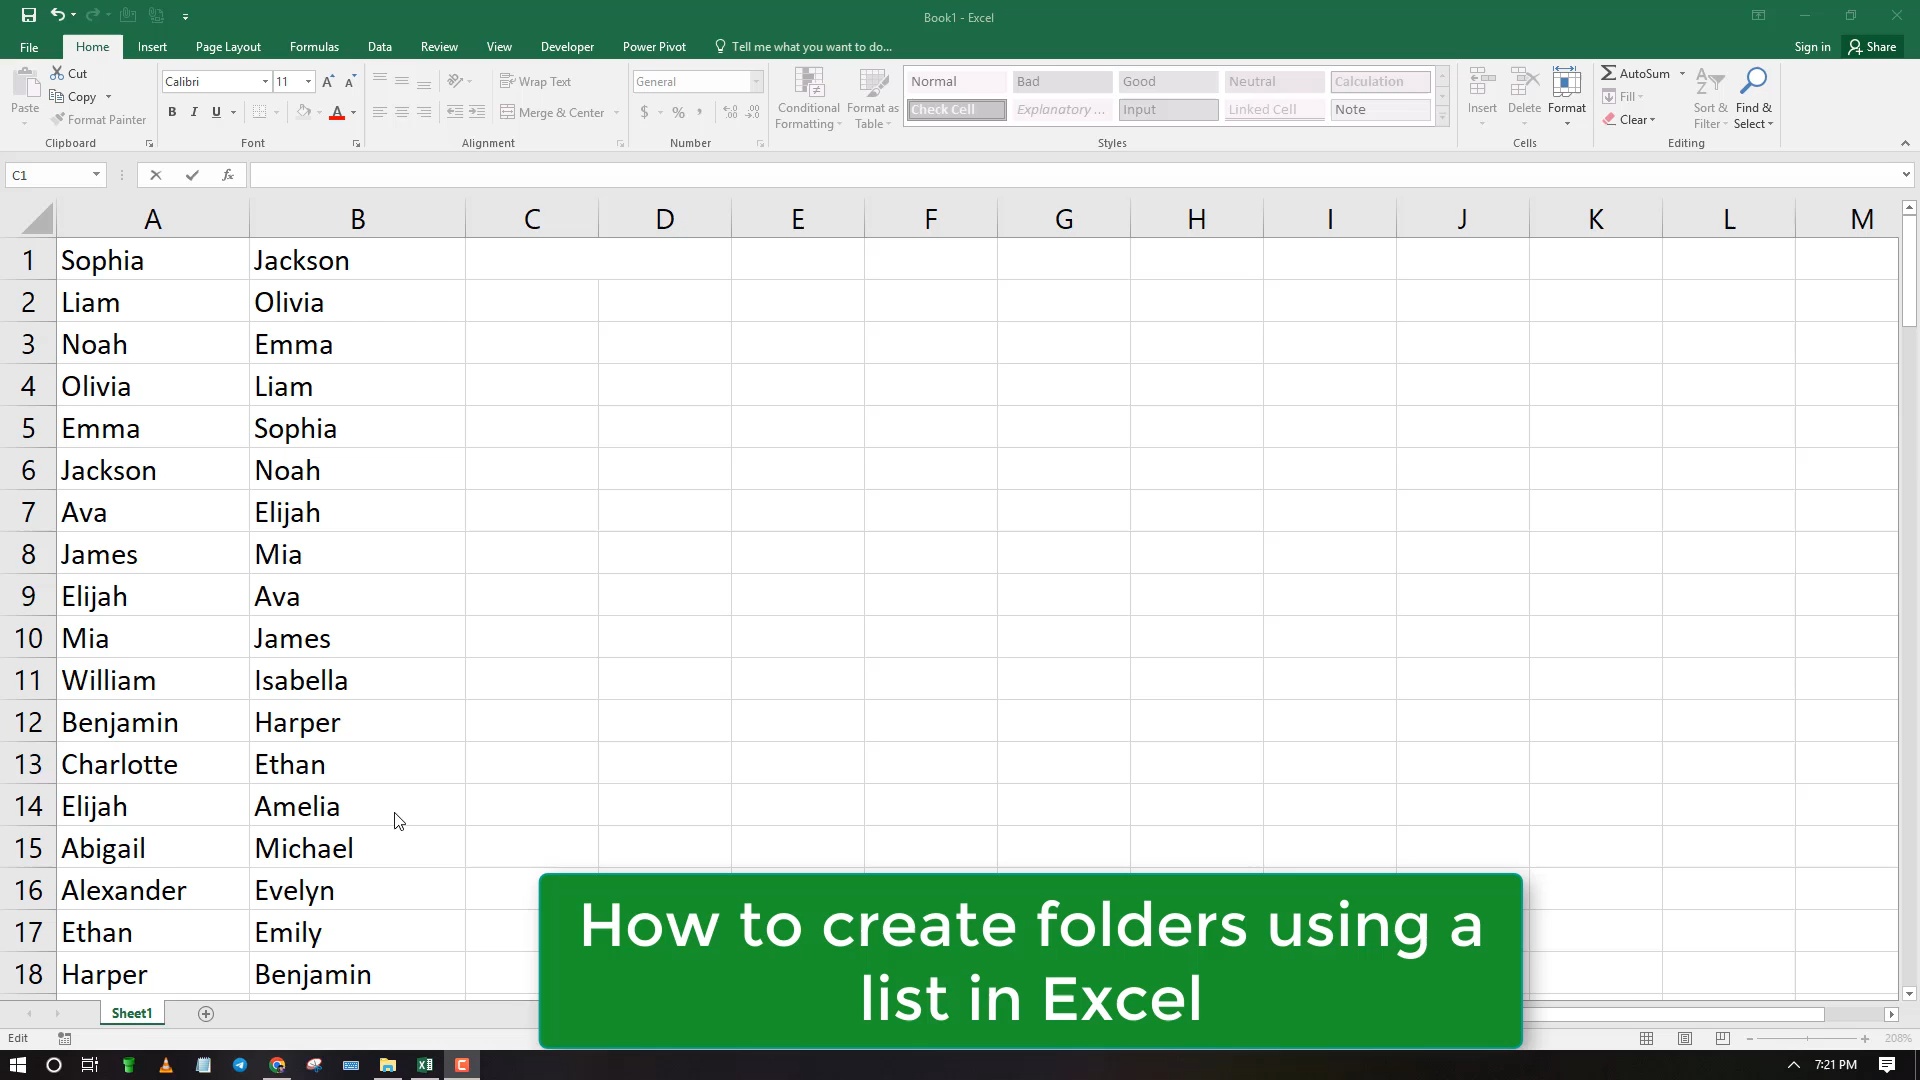 Book1 - Excel
File Home Insert Page Layout Formulas Data Review View Developer Power Pivot Tell me what you want to do... Sign in Share
Paste Cut
Copy
Format Painter
Clipboard
Calibri 11
B I U
Font
Wrap Text
Merge & Center
Alignment
General
$ % ,
Number
Conditional Formatting
Format as Table
Normal Bad Good Neutral Calculation
Check Cell Explanatory ... Input Linked Cell Note
Styles
Insert Delete Format
Cells
AutoSum
Fill
Clear
Sort & Filter
Find & Select
Editing
C1 fx
A B C D E F G H I J K L M
1 Sophia Jackson
2 Liam Olivia
3 Noah Emma
4 Olivia Liam
5 Emma Sophia
6 Jackson Noah
7 Ava Elijah
8 James Mia
9 Elijah Ava
10 Mia James
11 William Isabella
12 Benjamin Harper
13 Charlotte Ethan
14 Elijah Amelia
15 Abigail Michael
16 Alexander Evelyn
17 Ethan Emily
18 Harper Benjamin
How to create folders using a
list in Excel
Sheet1
Edit 208%
7:21 PM